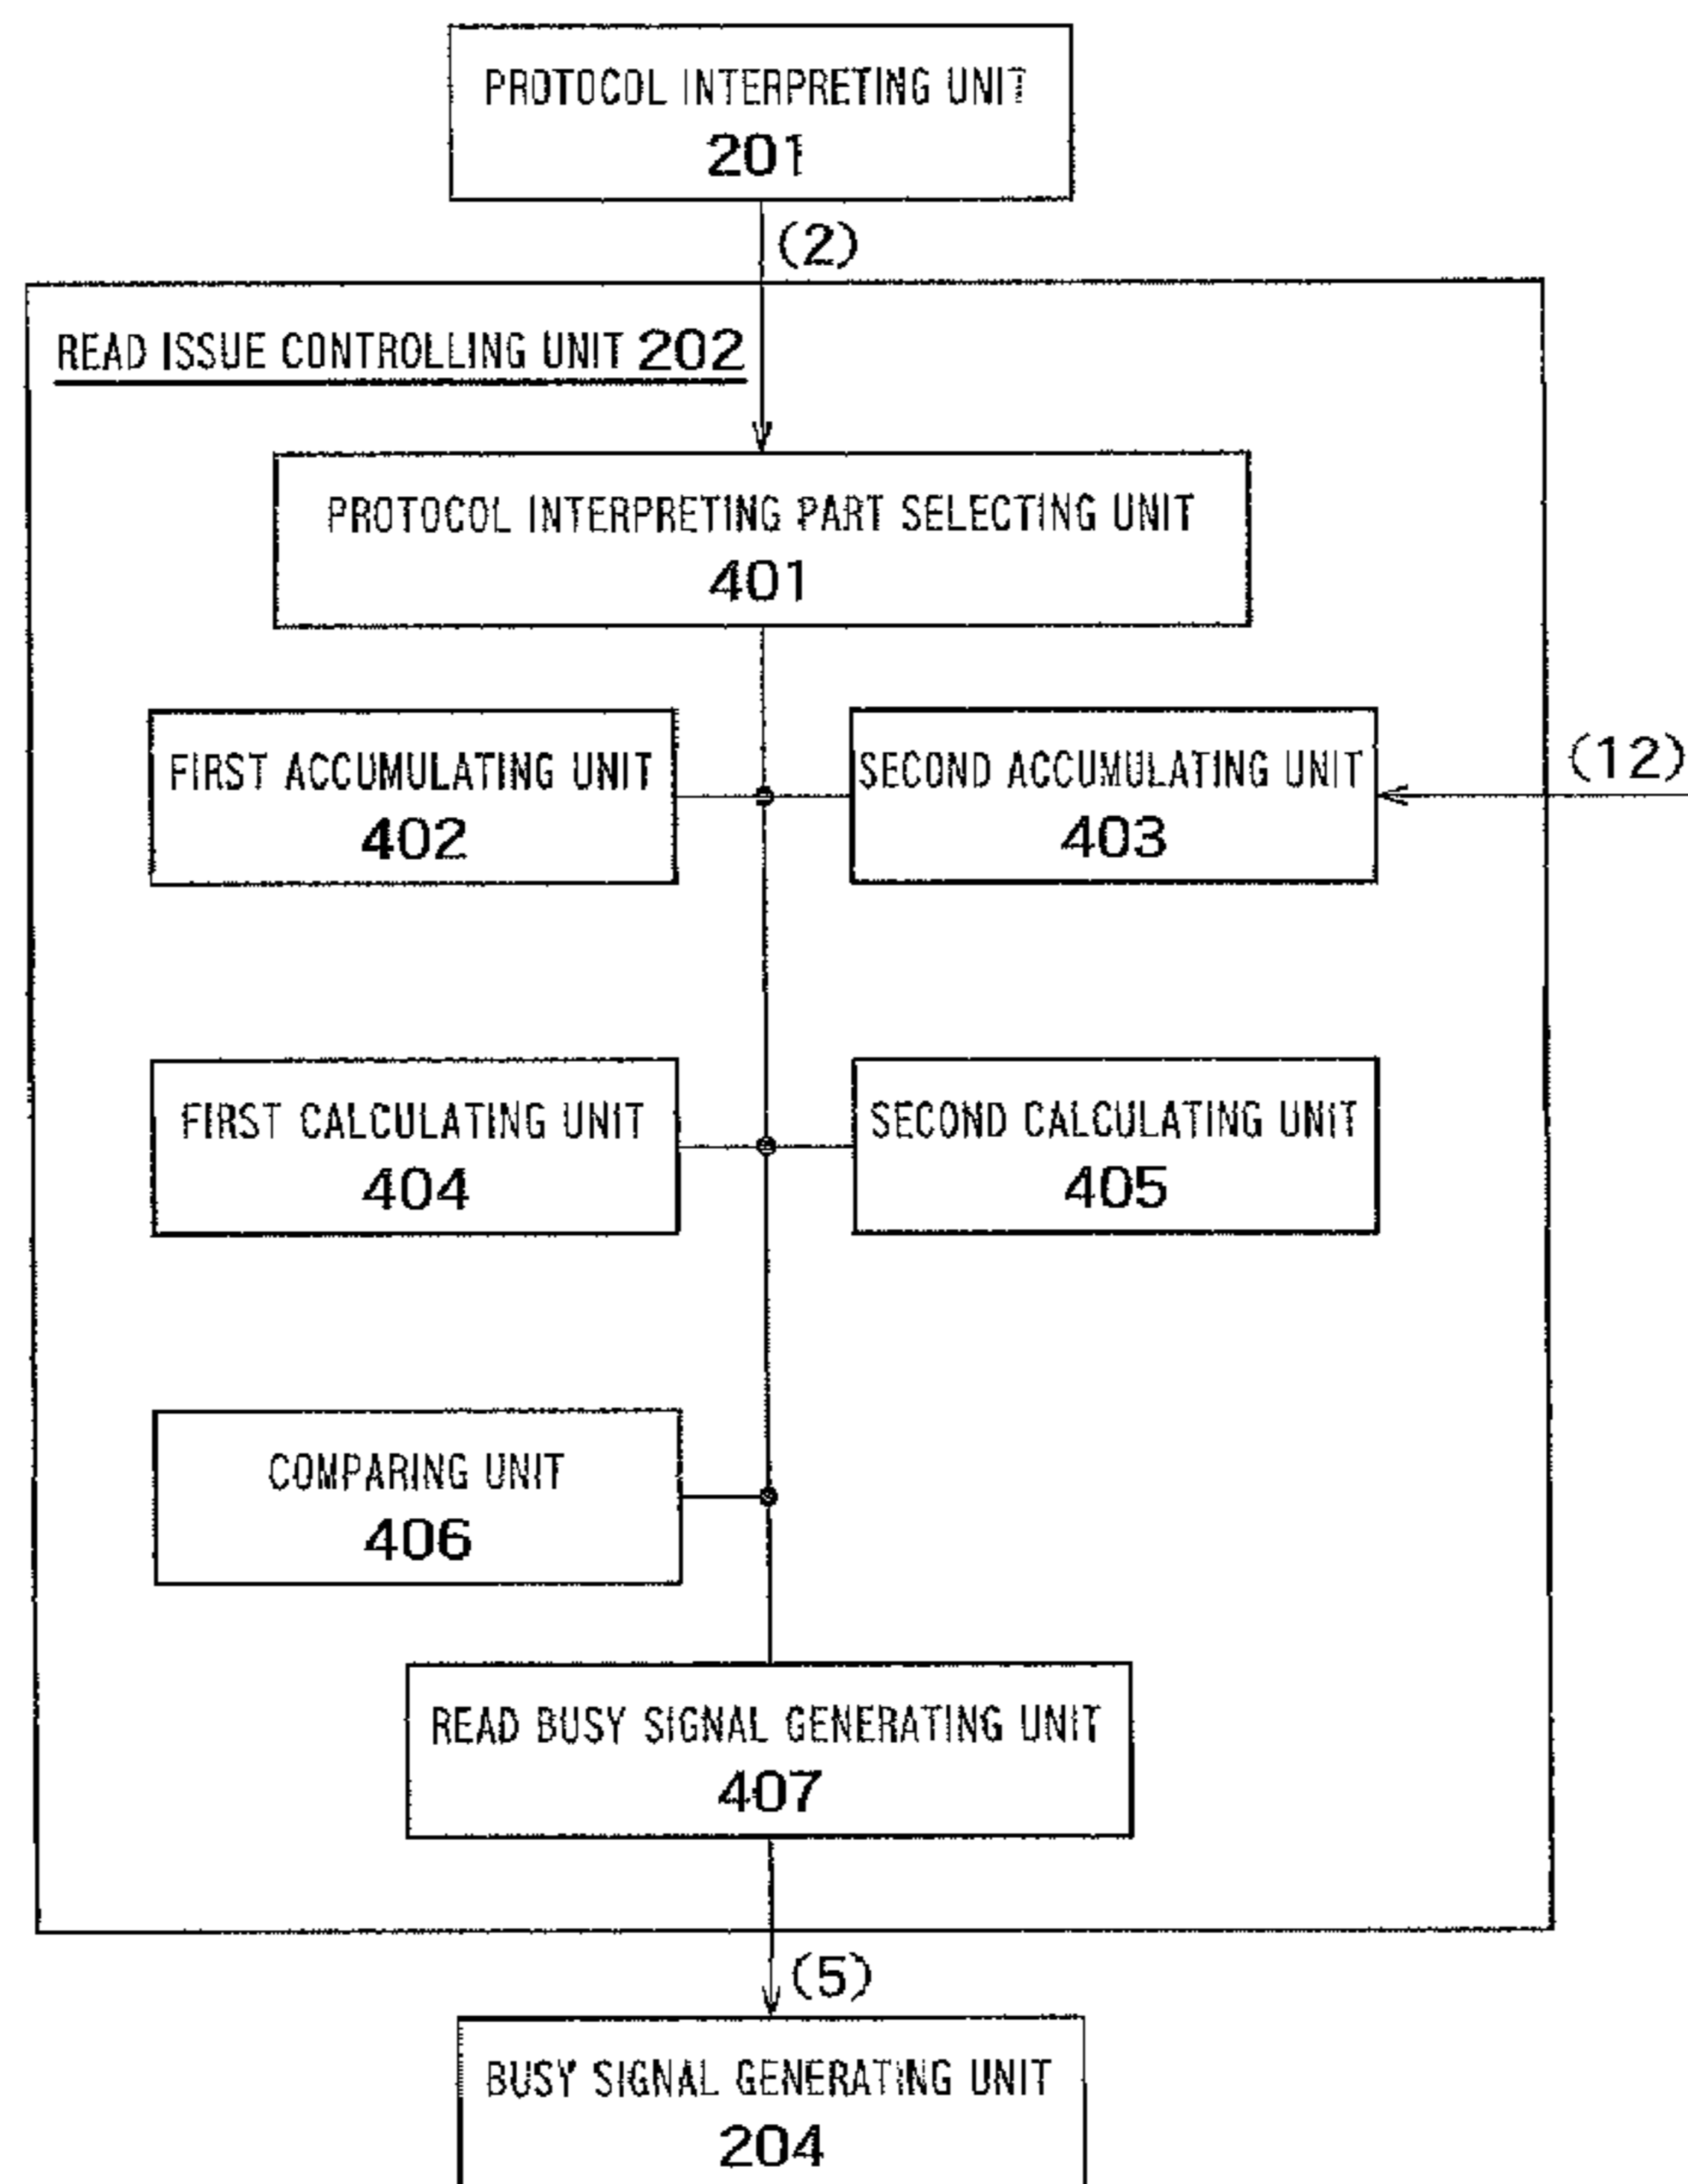 PROTOCOL INTERPRETING UNIT
201
(2)
READ ISSUE CONTROLLING UNIT 202
PROTOCOL INTERPRETING PART SELECTING UNIT
401
FIRST ACCUMULATING UNIT
402
SECOND ACCUMULATING UNIT
403
(12)
FIRST CALCULATING UNIT
404
SECOND CALCULATING UNIT
405
COMPARING UNIT
406
READ BUSY SIGNAL GENERATING UNIT
407
(5)
BUSY SIGNAL GENERATING UNIT
204